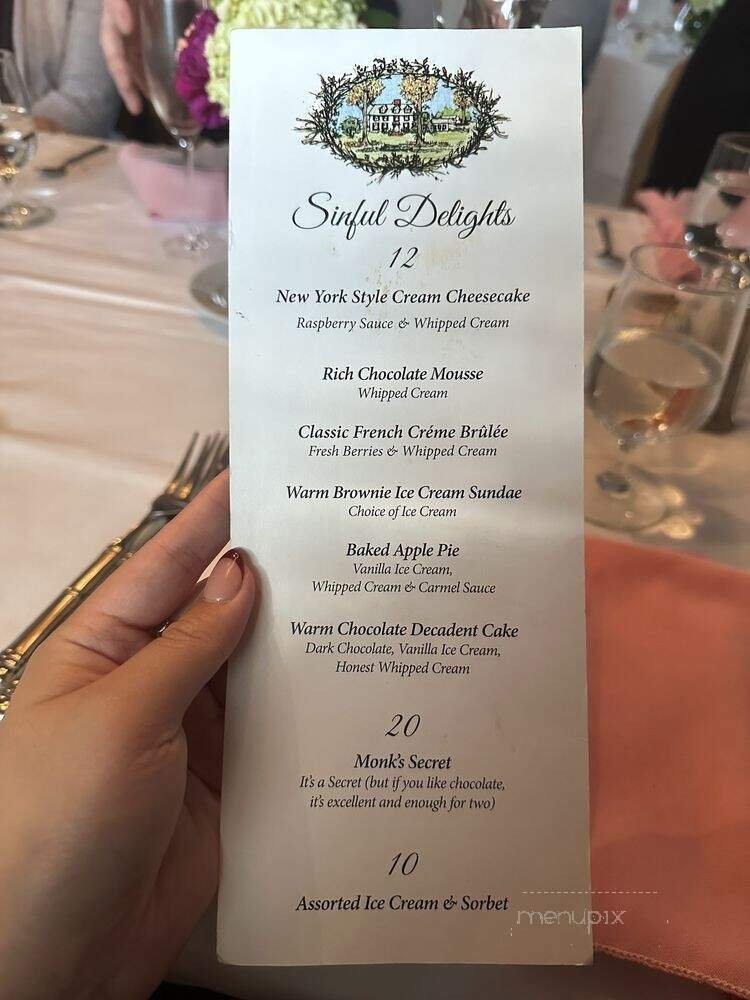 Sinful Delights
12
New York Style Cream Cheesecake
Raspberry Sauce & Whipped Cream
Rich Chocolate Mousse
Whipped Cream
Classic French Créme Brûlée
Fresh Berries & Whipped Cream
Warm Brownie Ice Cream Sundae
Choice of Ice Cream
Baked Apple Pie
Vanilla Ice Cream,
Whipped Cream & Carmel Sauce
Warm Chocolate Decadent Cake
Dark Chocolate, Vanilla Ice Cream,
Honest Whipped Cream
20
Monk's Secret
It's a Secret (but if you like chocolate,
it's excellent and enough for two)
10
Assorted Ice Cream & Sorbet
menupix